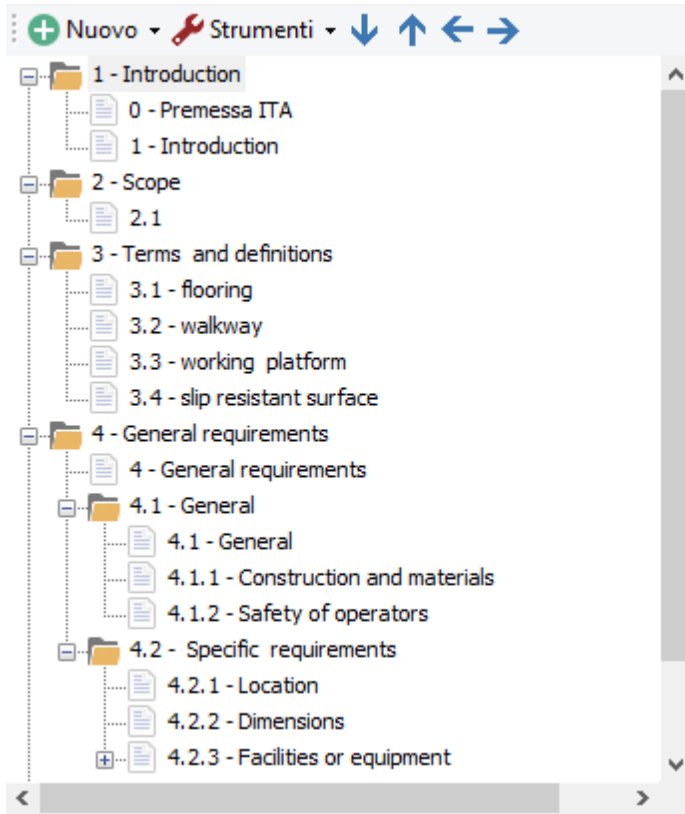 Nuovo Strumenti
1 - Introduction
0 - Premessa ITA
1 - Introduction
2 - Scope
2.1
3 - Terms and definitions
3.1 - flooring
3.2 - walkway
3.3 - working platform
3.4 - slip resistant surface
4 - General requirements
4 - General requirements
4.1 - General
4.1 - General
4.1.1 - Construction and materials
4.1.2 - Safety of operators
4.2 - Specific requirements
4.2.1 - Location
4.2.2 - Dimensions
4.2.3 - Facilities or equipment